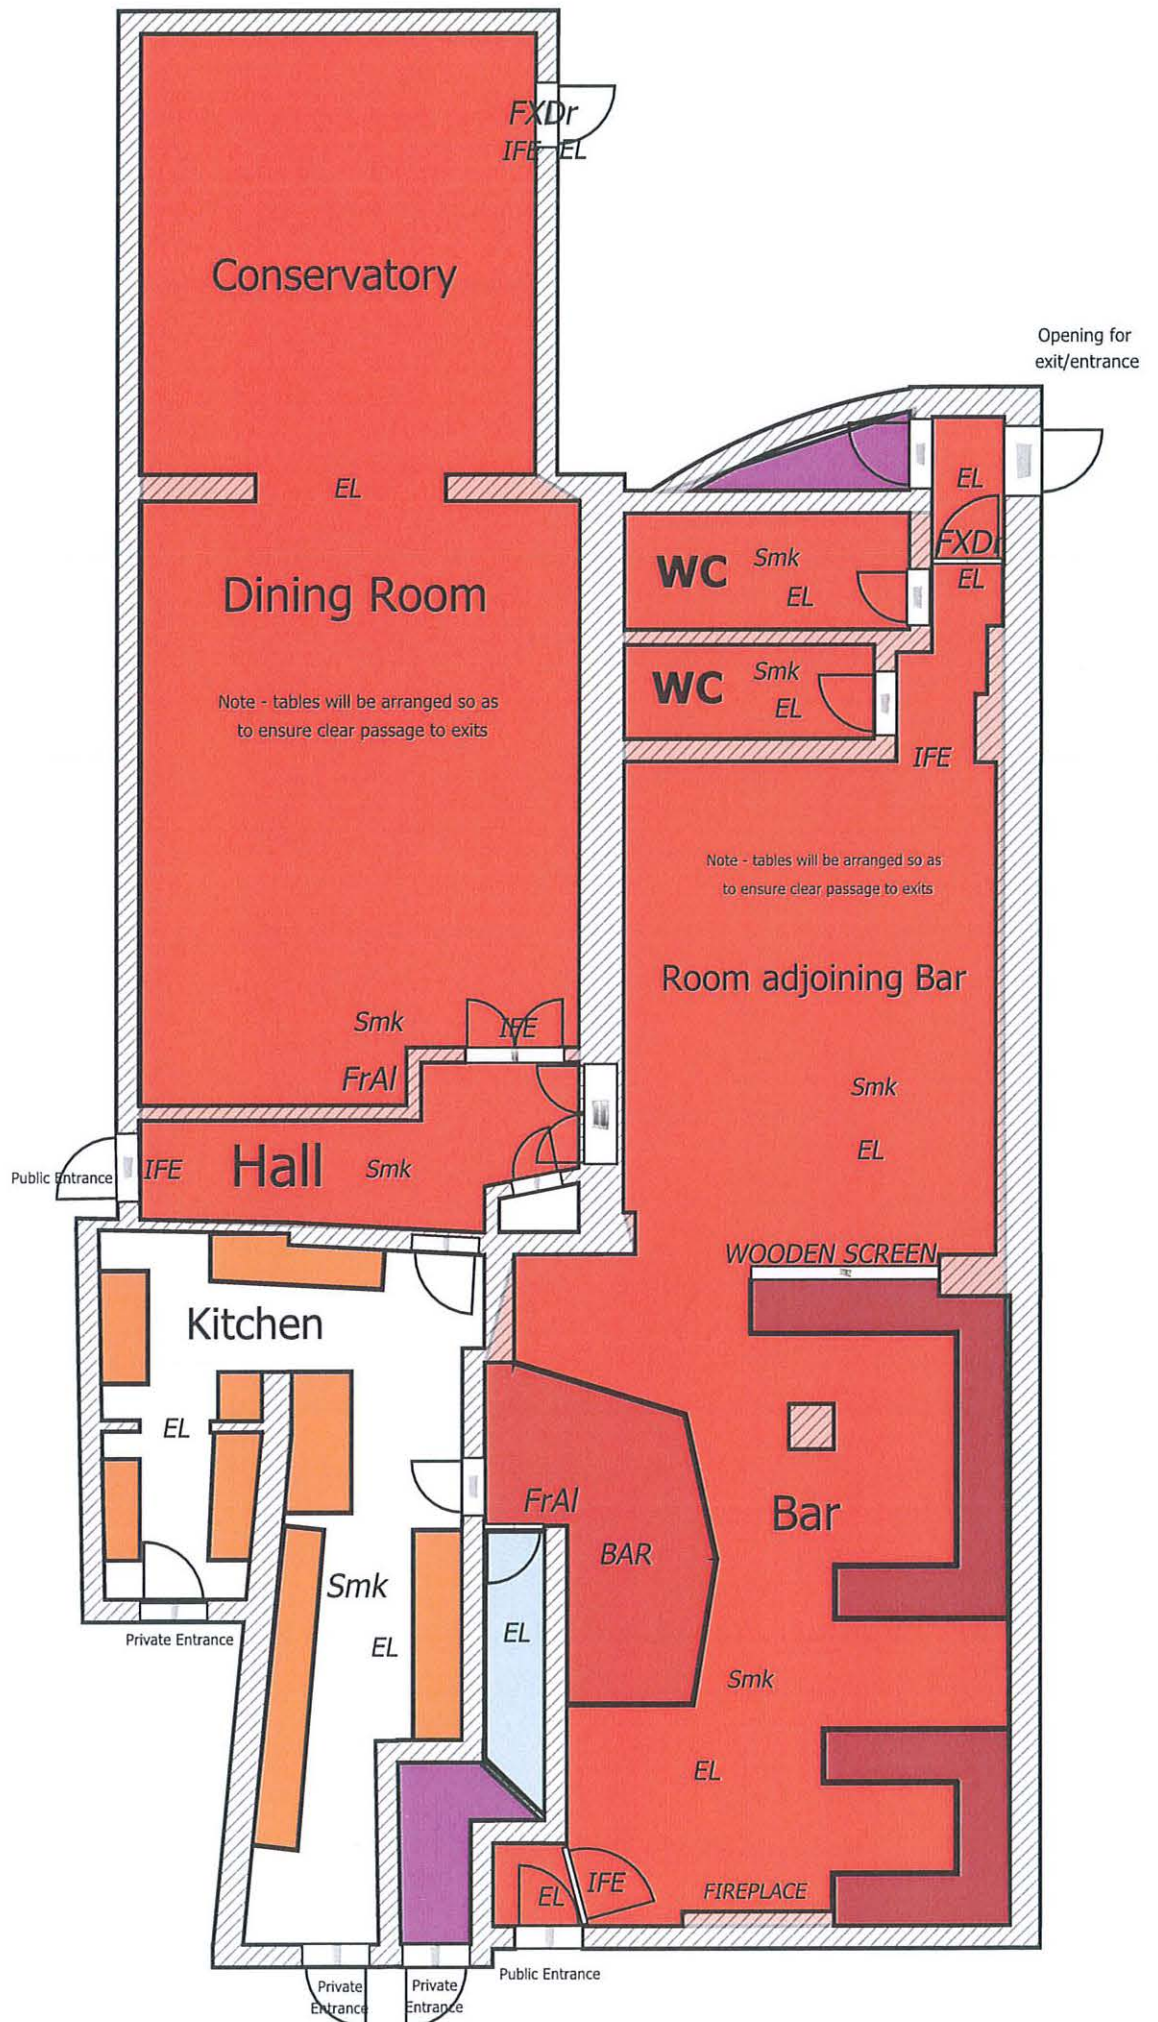 FXDr
IFE EL
Conservatory
Opening for
exit/entrance
EL
EL
FXDr
EL
WC Smk
EL
Dining Room
Note - tables will be arranged so as
to ensure clear passage to exits
WC Smk
EL
IFE
Note - tables will be arranged so as
to ensure clear passage to exits
Room adjoining Bar
Smk
IFE
FrAl
Smk
EL
Public Entrance
IFE
Hall
Smk
WOODEN SCREEN
Kitchen
EL
FrAl
Bar
BAR
Smk
EL
EL
Private Entrance
Smk
EL
EL
IFE
FIREPLACE
Private
Entrance
Private
Entrance
Public Entrance